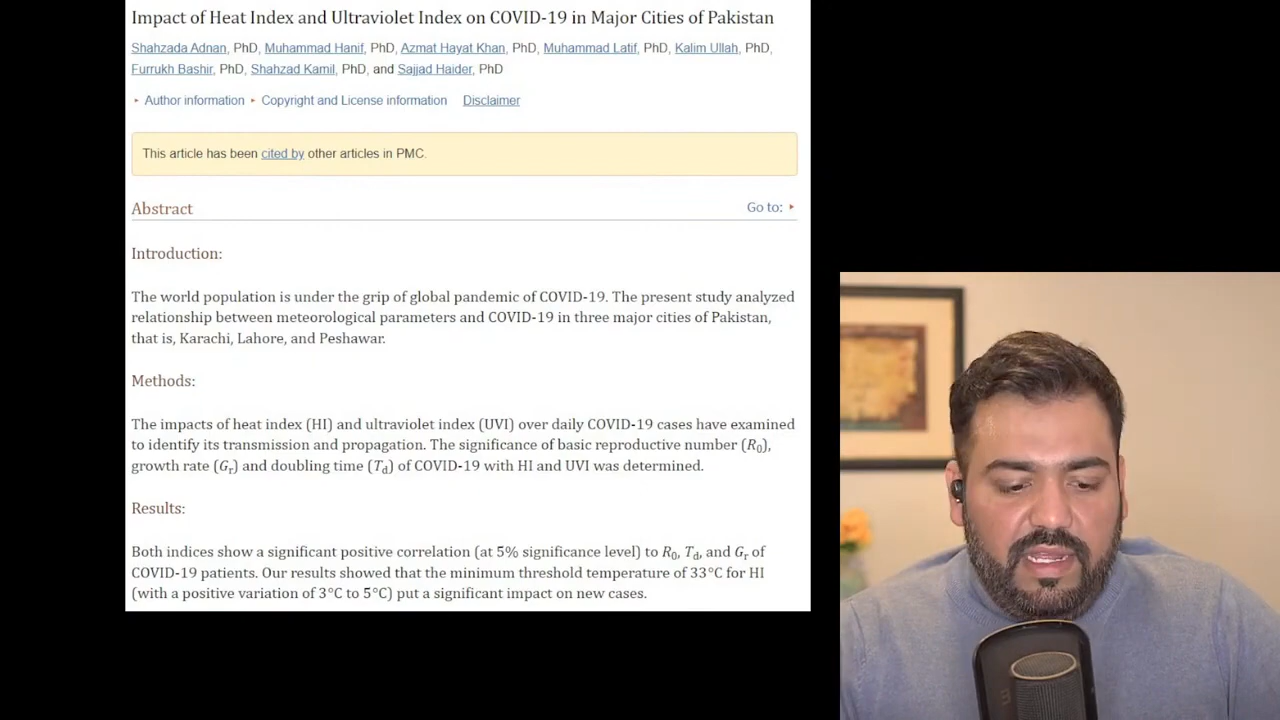 Impact of Heat Index and Ultraviolet Index on COVID-19 in Major Cities of Pakistan
Shahzada Adnan, PhD, Muhammad Hanif, PhD, Azmat Hayat Khan, PhD, Muhammad Latif, PhD, Kalim Ullah, PhD,
Furrukh Bashir, PhD, Shahzad Kamil, PhD, and Sajjad Haider, PhD
▸ Author information ▸ Copyright and License information Disclaimer
This article has been cited by other articles in PMC.
Abstract Go to: ▸
Introduction:
The world population is under the grip of global pandemic of COVID-19. The present study analyzed
relationship between meteorological parameters and COVID-19 in three major cities of Pakistan,
that is, Karachi, Lahore, and Peshawar.
Methods:
The impacts of heat index (HI) and ultraviolet index (UVI) over daily COVID-19 cases have examined
to identify its transmission and propagation. The significance of basic reproductive number (R₀),
growth rate (Gr) and doubling time (Td) of COVID-19 with HI and UVI was determined.
Results:
Both indices show a significant positive correlation (at 5% significance level) to R₀, Td, and Gr of
COVID-19 patients. Our results showed that the minimum threshold temperature of 33°C for HI
(with a positive variation of 3°C to 5°C) put a significant impact on new cases.